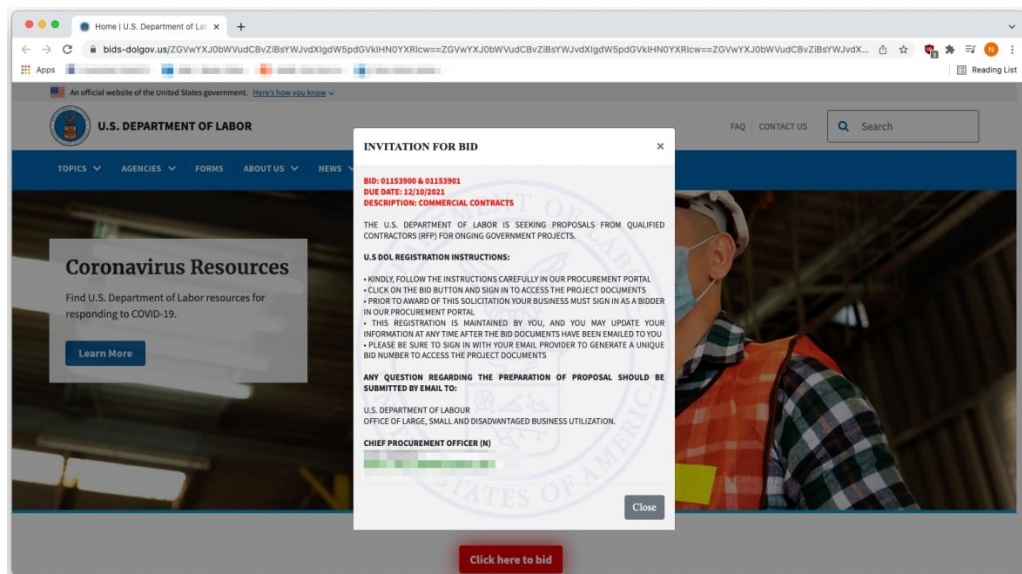 Home | U.S. Department of La
bids-dolgov.us/ZGVwYXJ0bWVudCBvZiBsYWJvdXIgdW5pdGVkIHN0YXRlcw==ZGVwYXJ0bWVudCBvZiBsYWJvdXIgdW5pdGVkIHN0YXRlcw==ZGVwYXJ0bWVudCBvZiBsYWJvdX...
N
Apps
Reading List
An official website of the United States government. Here's how you know
U.S. DEPARTMENT OF LABOR
FAQ CONTACT US Search
TOPICS AGENCIES FORMS ABOUT US NEWS
Coronavirus Resources
Find U.S. Department of Labor resources for
responding to COVID-19.
Learn More
INVITATION FOR BID ×
BID: 01153900 & 01153901
DUE DATE: 12/10/2021
DESCRIPTION: COMMERCIAL CONTRACTS
THE U.S. DEPARTMENT OF LABOR IS SEEKING PROPOSALS FROM QUALIFIED
CONTRACTORS (RFP) FOR ONGING GOVERNMENT PROJECTS.
U.S DOL REGISTRATION INSTRUCTIONS:
• KINDLY, FOLLOW THE INSTRUCTIONS CAREFULLY IN OUR PROCUREMENT PORTAL
• CLICK ON THE BID BUTTON AND SIGN IN TO ACCESS THE PROJECT DOCUMENTS
• PRIOR TO AWARD OF THIS SOLICITATION YOUR BUSINESS MUST SIGN IN AS A BIDDER
IN OUR PROCUREMENT PORTAL
• THIS REGISTRATION IS MAINTAINED BY YOU, AND YOU MAY UPDATE YOUR
INFORMATION AT ANY TIME AFTER THE BID DOCUMENTS HAVE BEEN EMAILED TO YOU
• PLEASE BE SURE TO SIGN IN WITH YOUR EMAIL PROVIDER TO GENERATE A UNIQUE
BID NUMBER TO ACCESS THE PROJECT DOCUMENTS
ANY QUESTION REGARDING THE PREPARATION OF PROPOSAL SHOULD BE
SUBMITTED BY EMAIL TO:
U.S. DEPARTMENT OF LABOUR
OFFICE OF LARGE, SMALL AND DISADVANTAGED BUSINESS UTILIZATION.
CHIEF PROCUREMENT OFFICER (N)
Close
Click here to bid